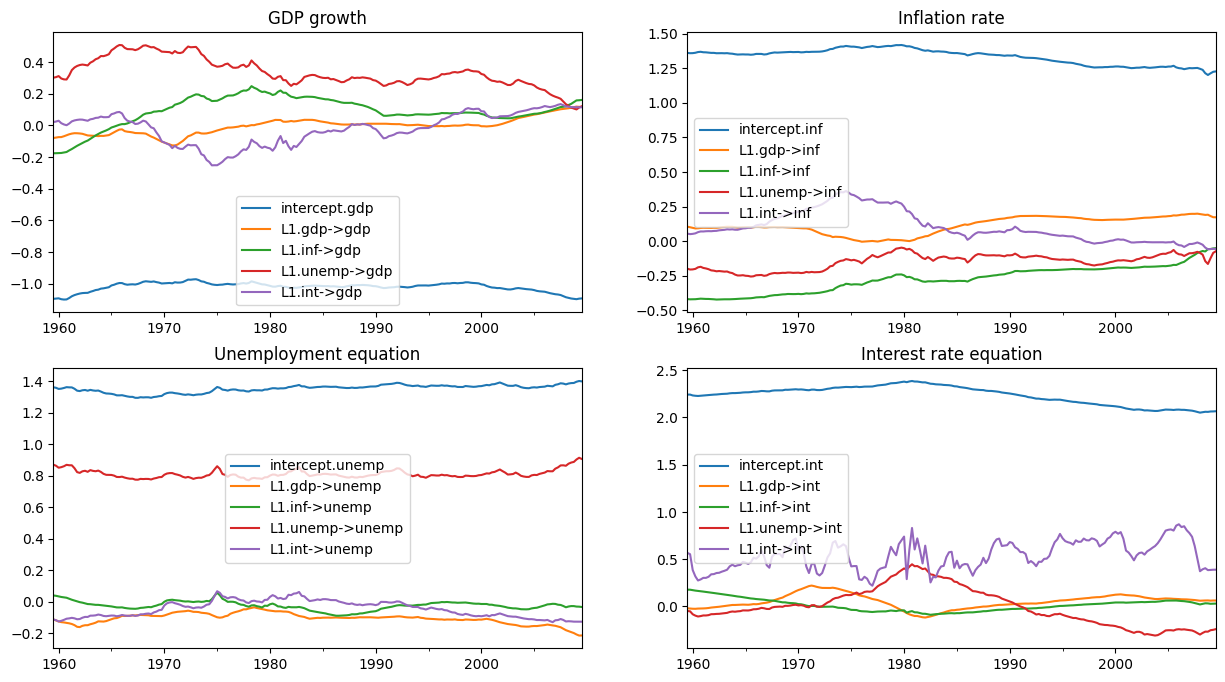 GDP growth
0.4
0.2
0.0
−0.2
−0.4
−0.6
−0.8
−1.0
intercept.gdp
L1.gdp->gdp
L1.inf->gdp
L1.unemp->gdp
L1.int->gdp
1960 1970 1980 1990 2000
Inflation rate
1.50
1.25
1.00
0.75
0.50
0.25
0.00
−0.25
−0.50
intercept.inf
L1.gdp->inf
L1.inf->inf
L1.unemp->inf
L1.int->inf
1960 1970 1980 1990 2000
Unemployment equation
1.4
1.2
1.0
0.8
0.6
0.4
0.2
0.0
−0.2
intercept.unemp
L1.gdp->unemp
L1.inf->unemp
L1.unemp->unemp
L1.int->unemp
1960 1970 1980 1990 2000
Interest rate equation
2.5
2.0
1.5
1.0
0.5
0.0
intercept.int
L1.gdp->int
L1.inf->int
L1.unemp->int
L1.int->int
1960 1970 1980 1990 2000